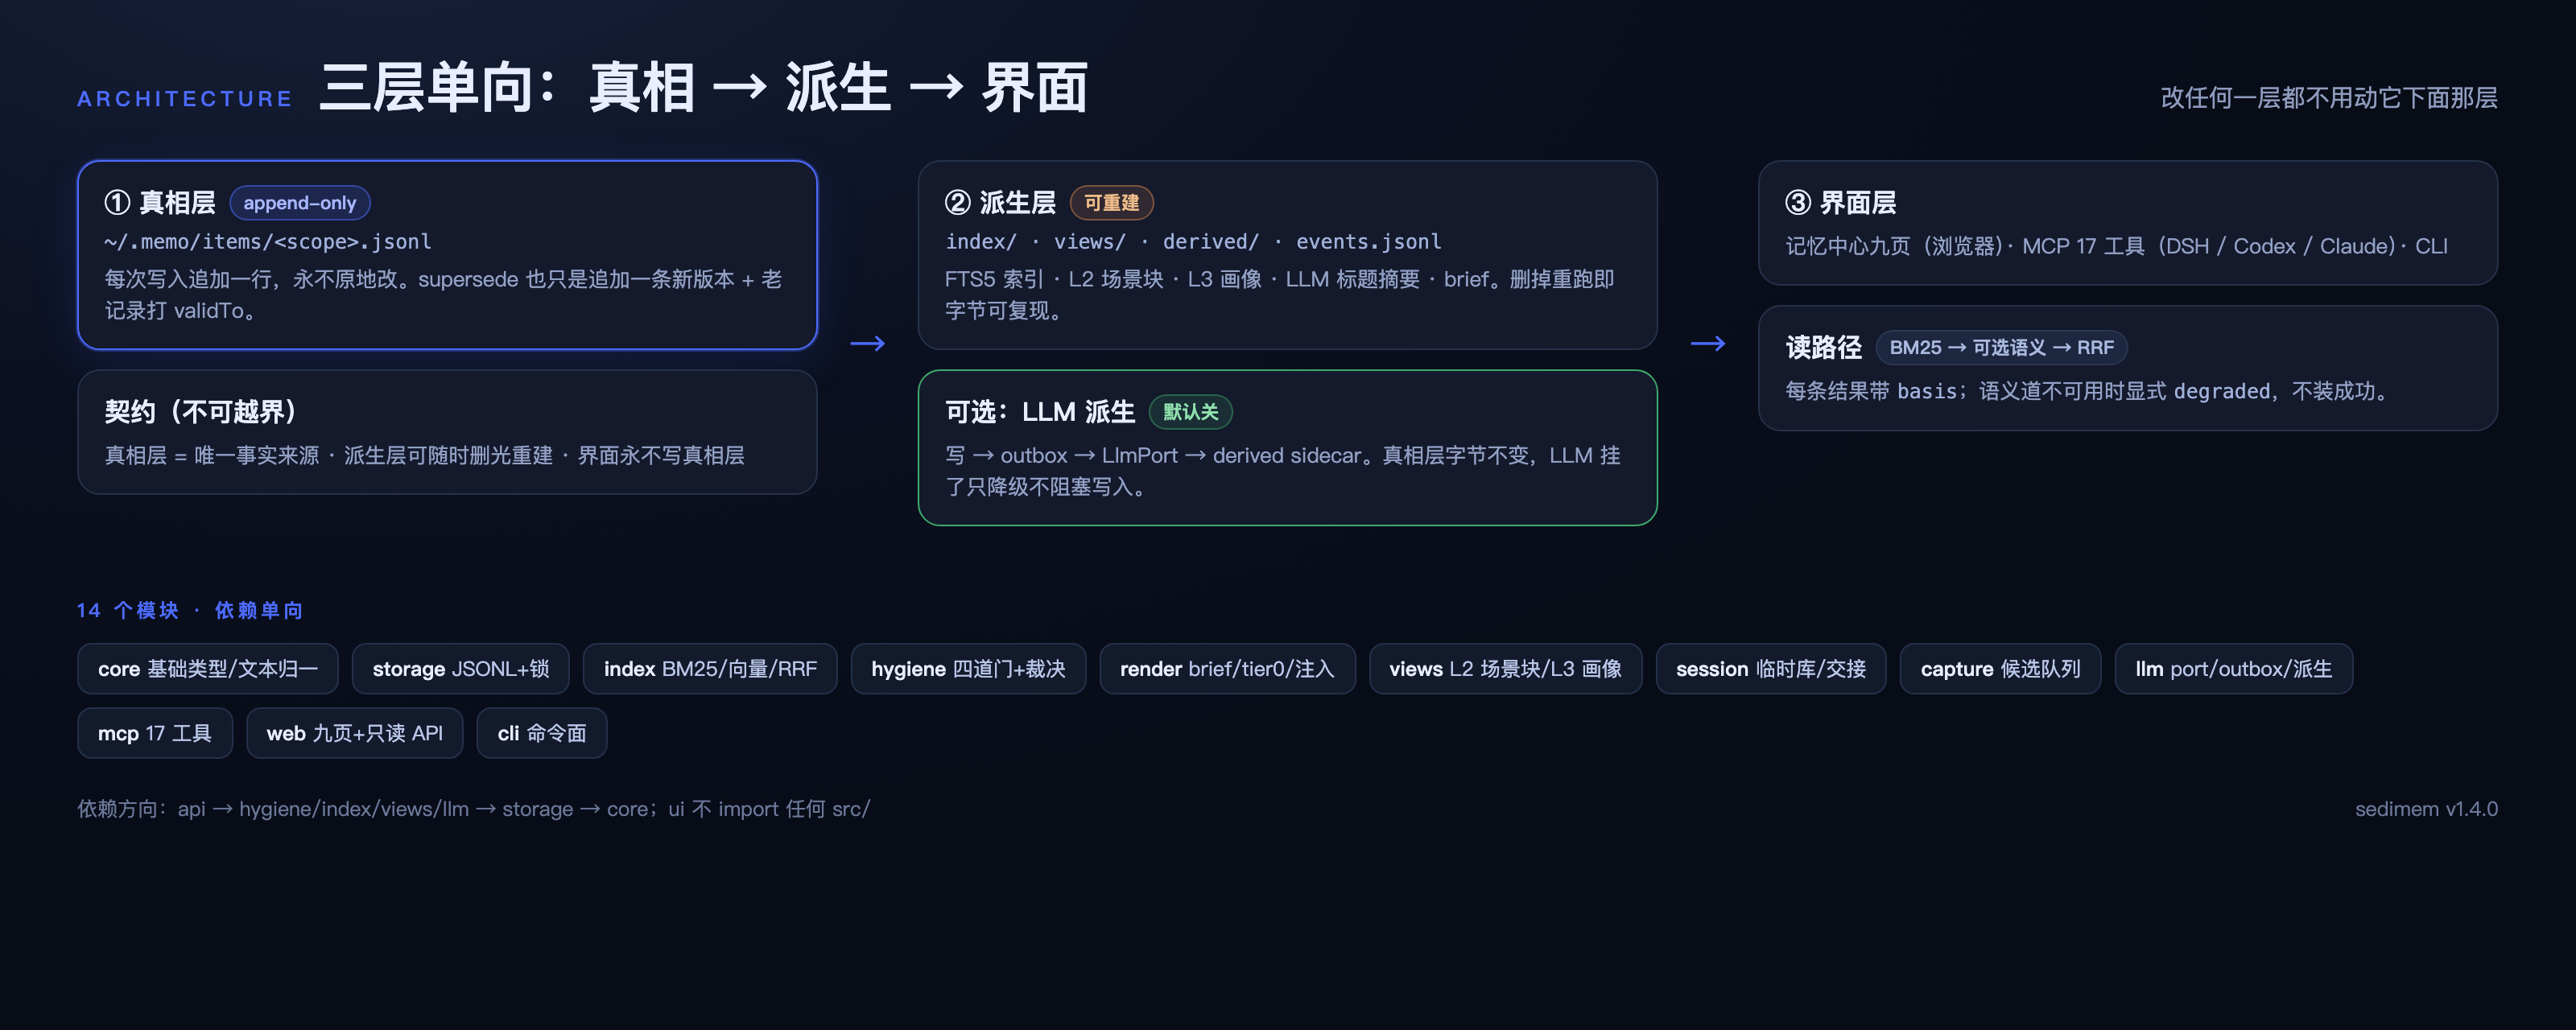 ARCHITECTURE 三层单向：真相 → 派生 → 界面
改任何一层都不用动它下面那层
① 真相层 append-only
~/.memo/items/<scope>.jsonl
每次写入追加一行，永不原地改。supersede 也只是追加一条新版本 + 老
记录打 validTo。
契约（不可越界）
真相层 = 唯一事实来源 · 派生层可随时删光重建 · 界面永不写真相层
→
② 派生层 可重建
index/ · views/ · derived/ · events.jsonl
FTS5 索引 · L2 场景块 · L3 画像 · LLM 标题摘要 · brief。删掉重跑即
字节可复现。
可选：LLM 派生 默认关
写 → outbox → LlmPort → derived sidecar。真相层字节不变，LLM 挂
了只降级不阻塞写入。
→
③ 界面层
记忆中心九页（浏览器）· MCP 17 工具（DSH / Codex / Claude）· CLI
读路径 BM25 → 可选语义 → RRF
每条结果带 basis；语义道不可用时显式 degraded，不装成功。
14 个模块 · 依赖单向
core 基础类型/文本归一 storage JSONL+锁 index BM25/向量/RRF hygiene 四道门+裁决 render brief/tier0/注入 views L2 场景块/L3 画像 session 临时库/交接 capture 候选队列 llm port/outbox/派生
mcp 17 工具 web 九页+只读 API cli 命令面
依赖方向：api → hygiene/index/views/llm → storage → core；ui 不 import 任何 src/
sedimem v1.4.0